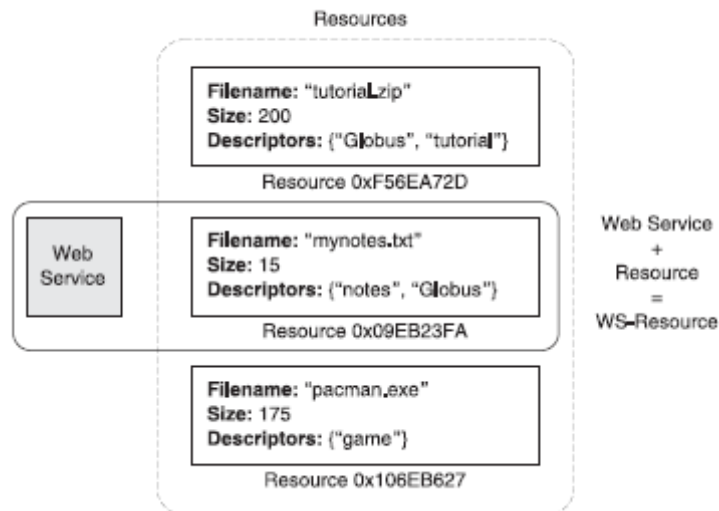 Resources
Filename: "tutorial.zip"
Size: 200
Descriptors: {"Globus", "tutorial"}
Resource 0xF56EA72D
Web
Service
Filename: "mynotes.txt"
Size: 15
Descriptors: {"notes", "Globus"}
Resource 0x09EB23FA
Web Service
+
Resource
=
WS-Resource
Filename: "pacman.exe"
Size: 175
Descriptors: {"game"}
Resource 0x106EB627